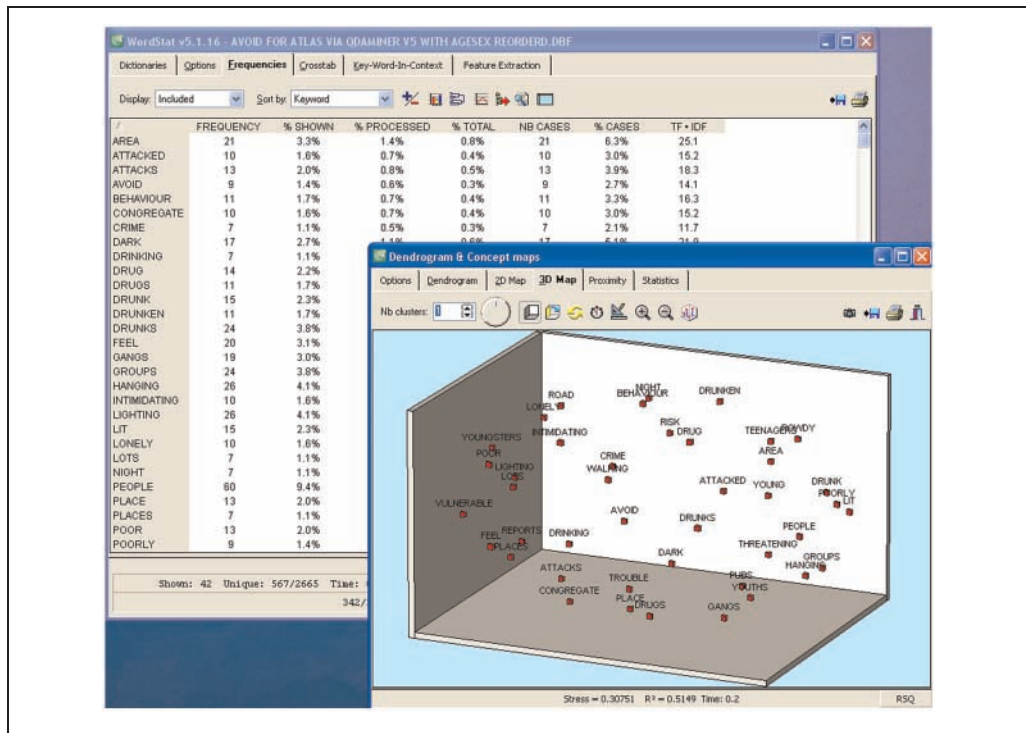 WordStat v5.1.16 - AVOID FOR ATLAS VIA QDAMINER V5 WITH AGESEX REORDERD.DBF
Dictionaries Options Frequencies Crosstab Key-Word-In-Context Feature Extraction
Display: Included Sort by: Keyword
/ FREQUENCY % SHOWN % PROCESSED % TOTAL NB CASES % CASES TF • IDF
AREA 21 3.3% 1.4% 0.8% 21 6.3% 25.1
ATTACKED 10 1.6% 0.7% 0.4% 10 3.0% 15.2
ATTACKS 13 2.0% 0.8% 0.5% 13 3.9% 18.3
AVOID 9 1.4% 0.6% 0.3% 9 2.7% 14.1
BEHAVIOUR 11 1.7% 0.7% 0.4% 11 3.3% 16.3
CONGREGATE 10 1.6% 0.7% 0.4% 10 3.0% 15.2
CRIME 7 1.1% 0.5% 0.3% 7 2.1% 11.7
DARK 17 2.7% 1.1% 0.6% 17 5.1% 21.9
DRINKING 7 1.1%
DRUG 14 2.2%
DRUGS 11 1.7%
DRUNK 15 2.3%
DRUNKEN 11 1.7%
DRUNKS 24 3.8%
FEEL 20 3.1%
GANGS 19 3.0%
GROUPS 24 3.8%
HANGING 26 4.1%
INTIMIDATING 10 1.6%
LIGHTING 26 4.1%
LIT 15 2.3%
LONELY 10 1.6%
LOTS 7 1.1%
NIGHT 7 1.1%
PEOPLE 60 9.4%
PLACE 13 2.0%
PLACES 7 1.1%
POOR 13 2.0%
POORLY 9 1.4%
Shown: 42 Unique: 567/2665 Time:
342/
Dendrogram & Concept maps
Options Dendrogram 2D Map 3D Map Proximity Statistics
Nb clusters: 1
NIGHT
ROAD BEHAVIOUR DRUNKEN
LONELY
RISK
YOUNGSTERS INTIMIDATING DRUG TEENAGERS ROWDY
POOR CRIME AREA
LIGHTING WALKING
LOTS ATTACKED YOUNG DRUNK
POORLY
VULNERABLE LIT
AVOID
DRUNKS
FEEL REPORTS DRINKING PEOPLE
PLACES THREATENING
DARK GROUPS
ATTACKS HANGING
TROUBLE PUBS
CONGREGATE YOUTHS
PLACE
DRUGS GANGS
Stress = 0.30751 R² = 0.5149 Time: 0.2 RSQ